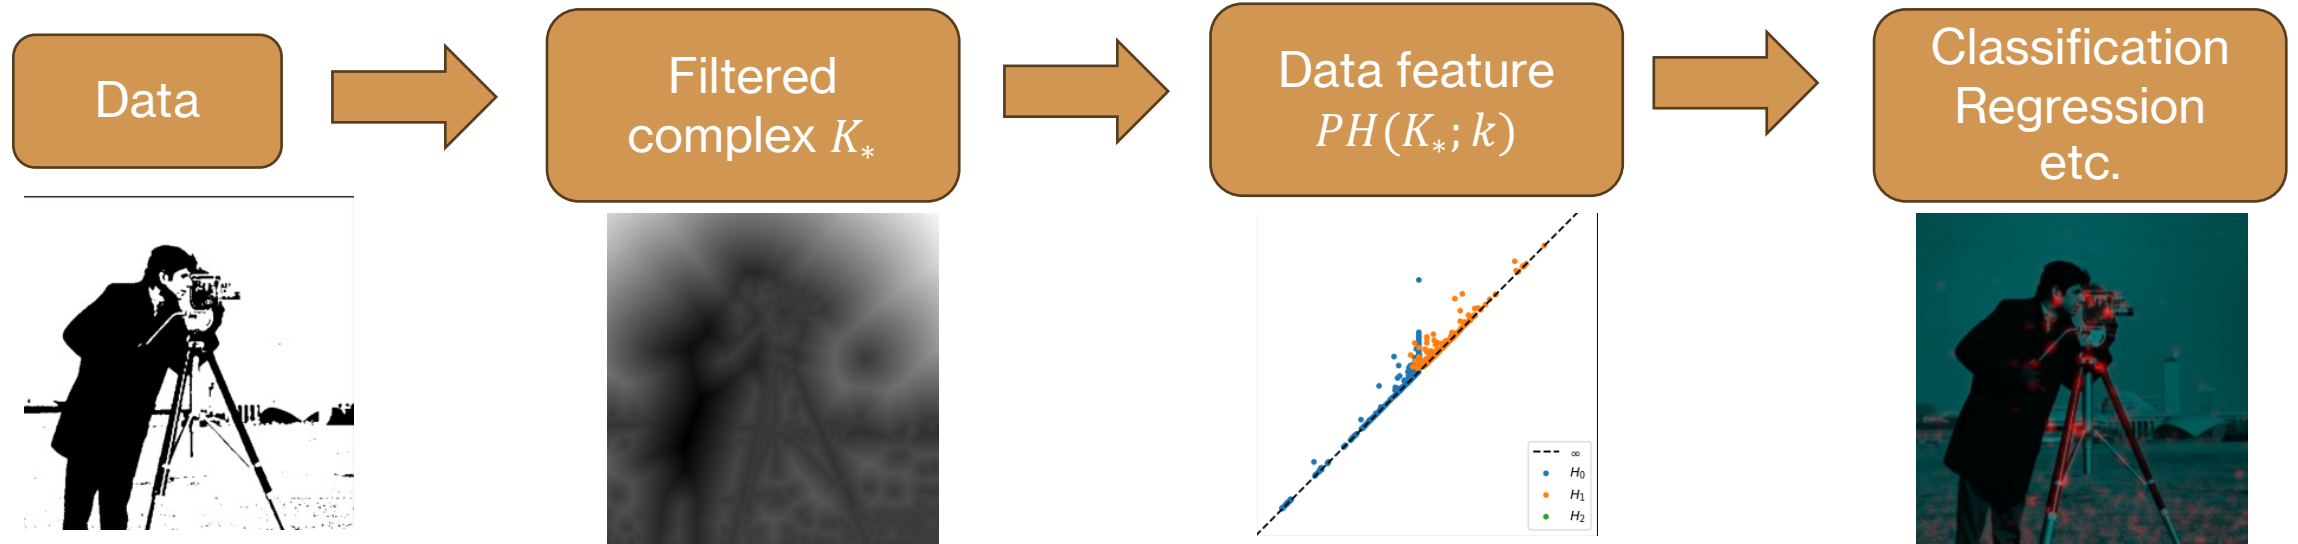 Data
Filtered
complex K∗
Data feature
PH(K∗; k)
Classification
Regression
etc.
∞
H₀
H₁
H₂